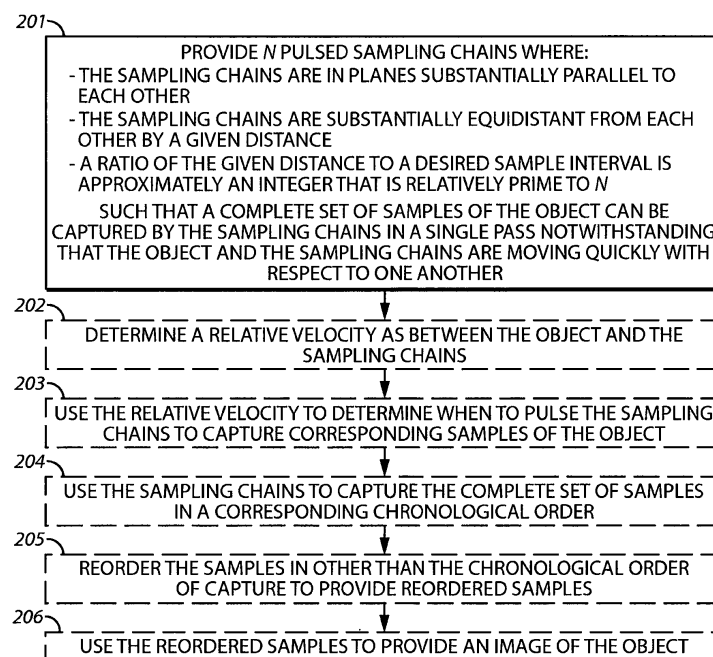 201
PROVIDE N PULSED SAMPLING CHAINS WHERE:
- THE SAMPLING CHAINS ARE IN PLANES SUBSTANTIALLY PARALLEL TO
EACH OTHER
- THE SAMPLING CHAINS ARE SUBSTANTIALLY EQUIDISTANT FROM EACH
OTHER BY A GIVEN DISTANCE
- A RATIO OF THE GIVEN DISTANCE TO A DESIRED SAMPLE INTERVAL IS
APPROXIMATELY AN INTEGER THAT IS RELATIVELY PRIME TO N
SUCH THAT A COMPLETE SET OF SAMPLES OF THE OBJECT CAN BE
CAPTURED BY THE SAMPLING CHAINS IN A SINGLE PASS NOTWITHSTANDING
THAT THE OBJECT AND THE SAMPLING CHAINS ARE MOVING QUICKLY WITH
RESPECT TO ONE ANOTHER
202
DETERMINE A RELATIVE VELOCITY AS BETWEEN THE OBJECT AND THE
SAMPLING CHAINS
203
USE THE RELATIVE VELOCITY TO DETERMINE WHEN TO PULSE THE SAMPLING
CHAINS TO CAPTURE CORRESPONDING SAMPLES OF THE OBJECT
204
USE THE SAMPLING CHAINS TO CAPTURE THE COMPLETE SET OF SAMPLES
IN A CORRESPONDING CHRONOLOGICAL ORDER
205
REORDER THE SAMPLES IN OTHER THAN THE CHRONOLOGICAL ORDER
OF CAPTURE TO PROVIDE REORDERED SAMPLES
206
USE THE REORDERED SAMPLES TO PROVIDE AN IMAGE OF THE OBJECT